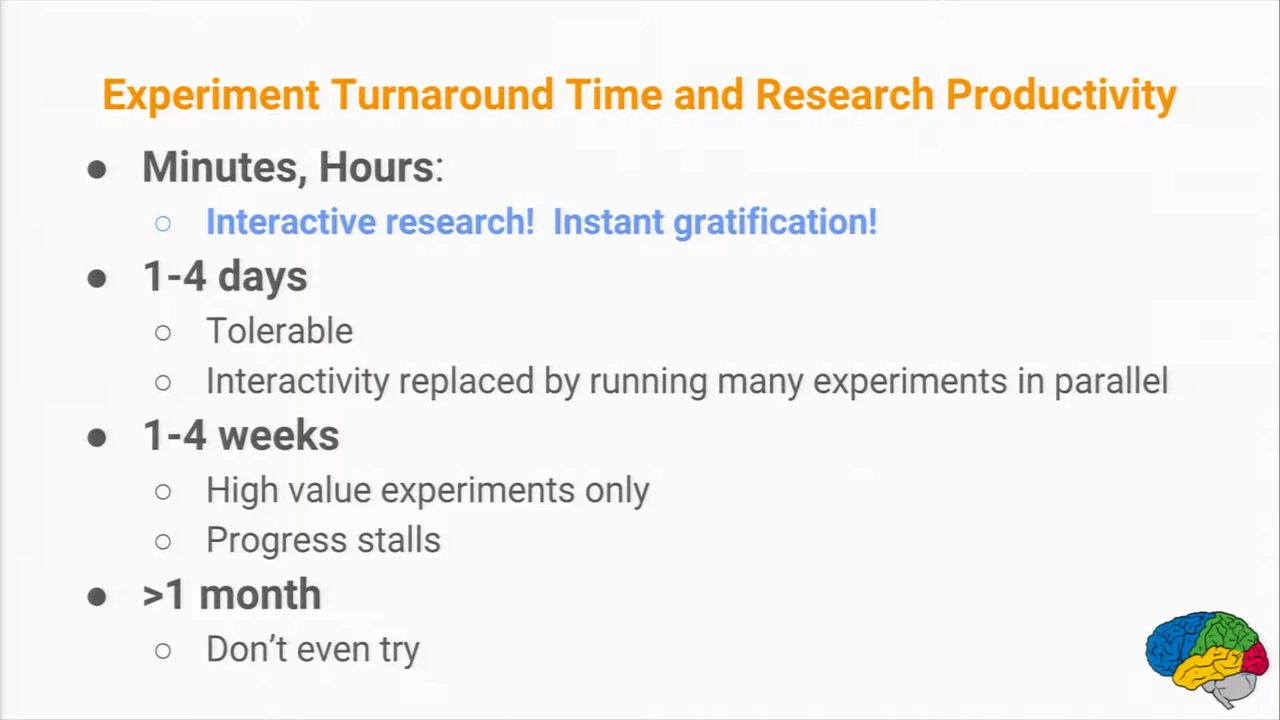 Experiment Turnaround Time and Research Productivity
● Minutes, Hours:
○ Interactive research! Instant gratification!
● 1-4 days
○ Tolerable
○ Interactivity replaced by running many experiments in parallel
● 1-4 weeks
○ High value experiments only
○ Progress stalls
● >1 month
○ Don’t even try